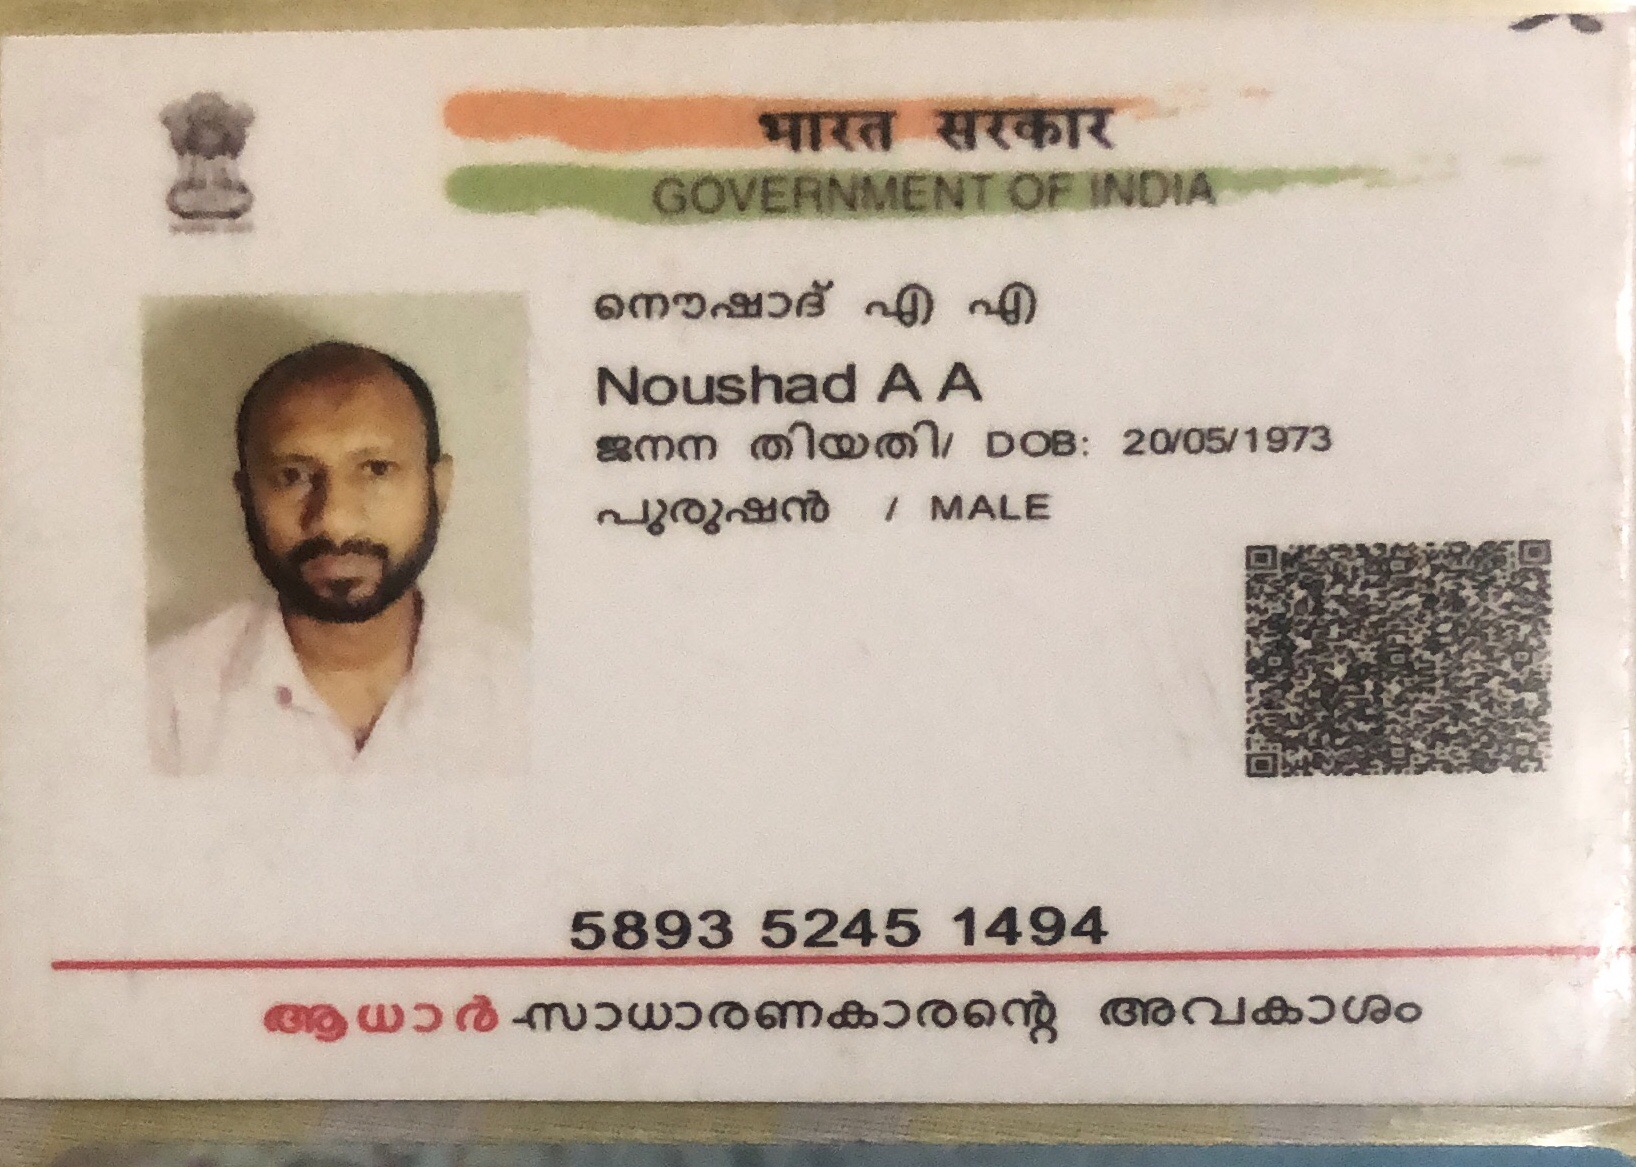 भारत सरकार
GOVERNMENT OF INDIA
നൌഷാദ് എ എ
Noushad A A
ജനന തിയതി/ DOB: 20/05/1973
പുരുഷൻ / MALE
5893 5245 1494
ആധാർ-സാധാരണകാരന്റെ അവകാശം